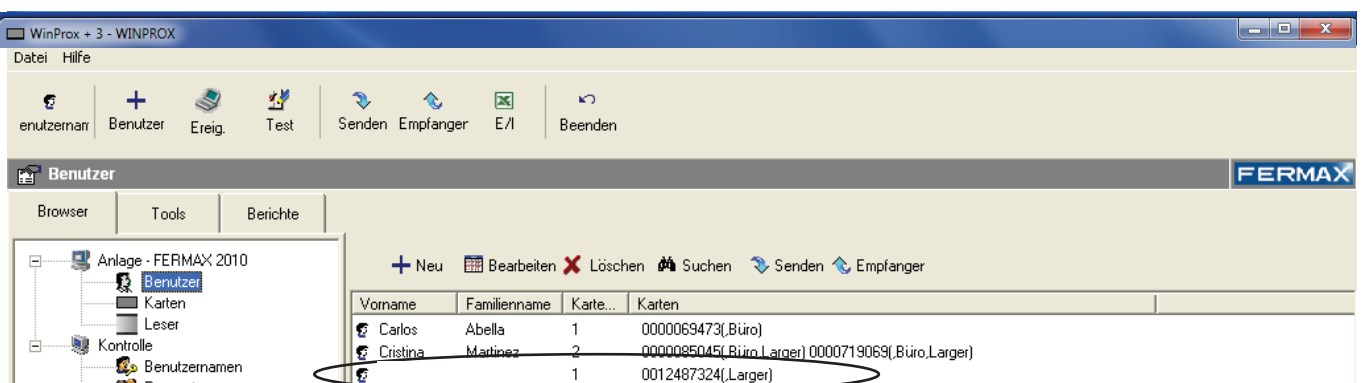 WinProx + 3 - WINPROX
Datei Hilfe
enutzernam Benutzer Ereig. Test Senden Empfanger E/I Beenden
Benutzer FERMAX
Browser Tools Berichte
Anlage - FERMAX 2010
Neu Bearbeiten Löschen Suchen Senden Empfanger
Benutzer
Karten
Vorname Familienname Karte... Karten
Leser
Carlos Abella 1 0000069473(,Büro)
Kontrolle
Cristina Martinez 2 0000085045(,Büro,Larger) 0000719069(,Büro,Larger)
Benutzernamen
1 0012487324(,Larger)